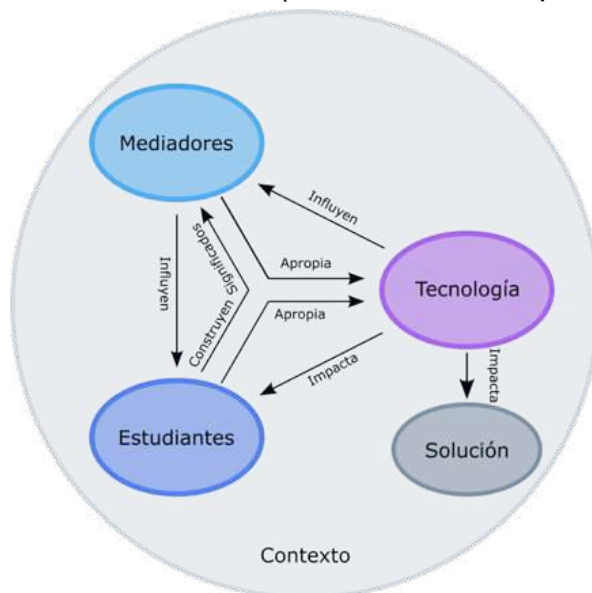 Mediadores
Influyen
Influyen
Significados
Construyen
Apropia
Apropia
Tecnología
Impacta
Impacta
Estudiantes
Solución
Contexto